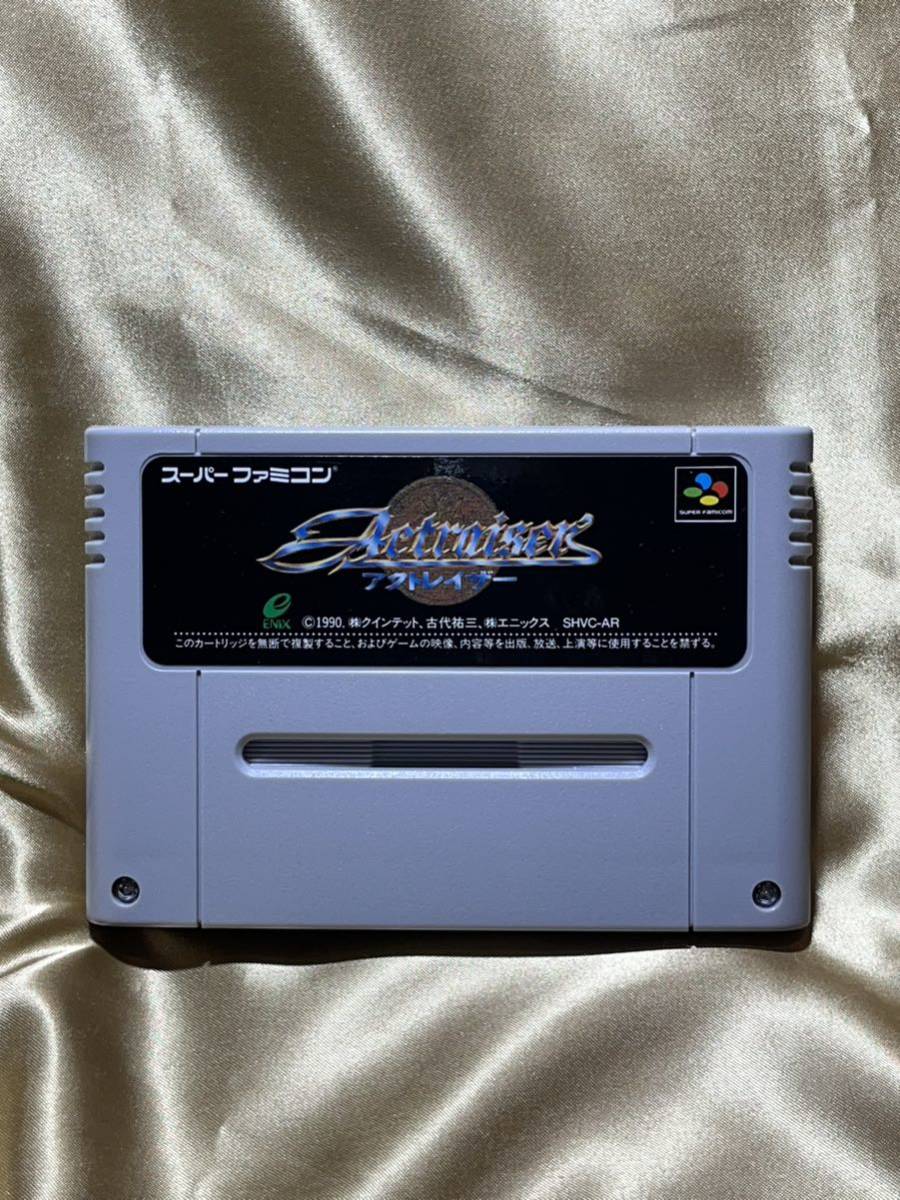 スーパーファミコン®
SUPER FAMICOM
Actraiser
アクトレイザー
ENIX
©1990, ㈱クインテット, 古代祐三, ㈱エニックス SHVC-AR
このカートリッジを無断で複製すること、およびゲームの映像、内容等を出版、放送、上演等に使用することを禁ずる。